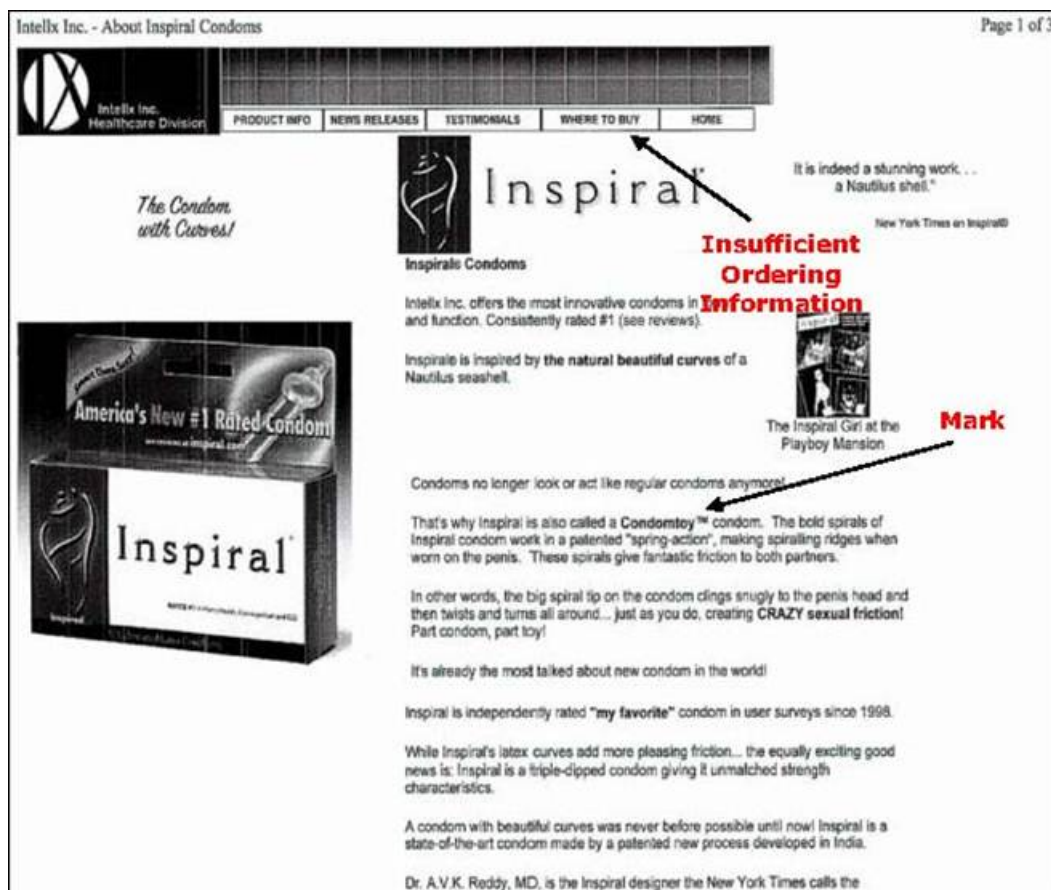 Intellx Inc. - About Inspiral Condoms
Page 1 of 3
IX
Intellx Inc.
Healthcare Division
PRODUCT INFO
NEWS RELEASES
TESTIMONIALS
WHERE TO BUY
HOME
The Condom
with Curves!
Inspiral
It is indeed a stunning work. . .
a Nautilus shell."
New York Times on Inspiral®
Insufficient
Ordering
Information
Inspirals Condoms
Intellx Inc. offers the most innovative condoms in
and function. Consistently rated #1 (see reviews).
Inspirals is inspired by the natural beautiful curves of a
Nautilus seashell.
The Inspiral Girl at the
Playboy Mansion
Mark
America's New #1 Rated Condom
inspiral.com
Inspiral
Inspiral
Condoms no longer look or act like regular condoms anymore!
That's why Inspiral is also called a Condomtoy™ condom. The bold spirals of
Inspiral condom work in a patented "spring-action", making spiralling ridges when
worn on the penis. These spirals give fantastic friction to both partners.
In other words, the big spiral tip on the condom clings snugly to the penis head and
then twists and turns all around... just as you do, creating CRAZY sexual friction!
Part condom, part toy!
It's already the most talked about new condom in the world!
Inspiral is independently rated "my favorite" condom in user surveys since 1998.
While Inspiral's latex curves add more pleasing friction... the equally exciting good
news is: Inspiral is a triple-dipped condom giving it unmatched strength
characteristics.
A condom with beautiful curves was never before possible until now! Inspiral is a
state-of-the-art condom made by a patented new process developed in India.
Dr. A.V.K. Reddy, MD, is the Inspiral designer the New York Times calls the